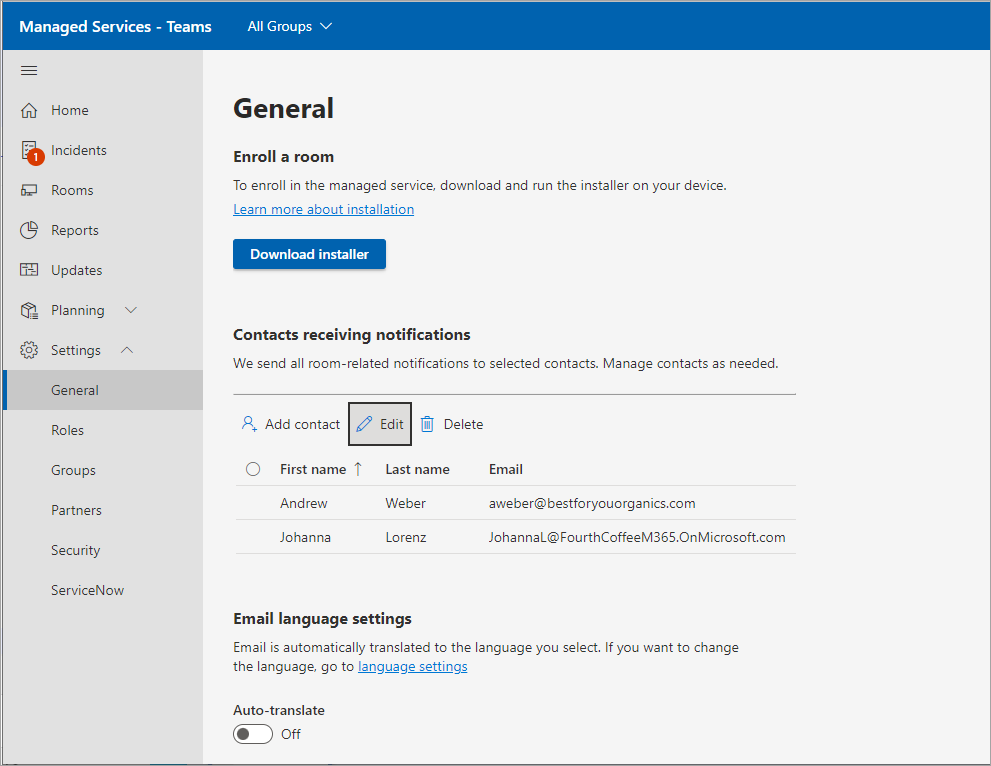 Managed Services - Teams All Groups
Home
Incidents
1
Rooms
Reports
Updates
Planning
Settings
General
Roles
Groups
Partners
Security
ServiceNow
General
Enroll a room
To enroll in the managed service, download and run the installer on your device.
Learn more about installation
Download installer
Contacts receiving notifications
We send all room-related notifications to selected contacts. Manage contacts as needed.
Add contact Edit Delete
First name ↑ Last name Email
Andrew Weber aweber@bestforyouorganics.com
Johanna Lorenz JohannaL@FourthCoffeeM365.OnMicrosoft.com
Email language settings
Email is automatically translated to the language you select. If you want to change
the language, go to language settings
Auto-translate
Off